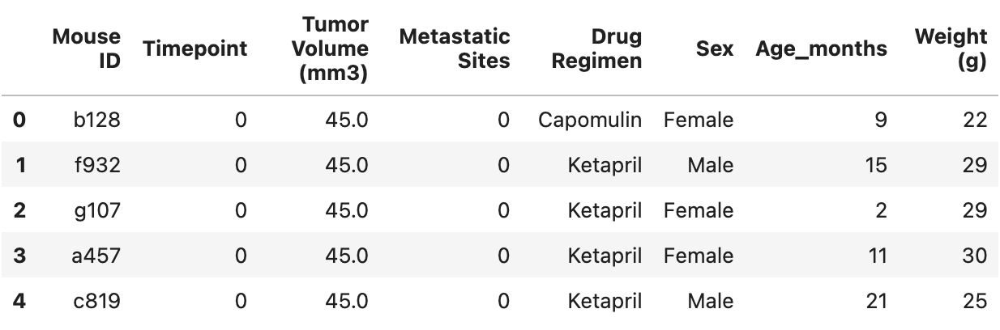 Mouse ID Timepoint Tumor Volume (mm3) Metastatic Sites Drug Regimen Sex Age_months Weight (g)
0 b128 0 45.0 0 Capomulin Female 9 22
1 f932 0 45.0 0 Ketapril Male 15 29
2 g107 0 45.0 0 Ketapril Female 2 29
3 a457 0 45.0 0 Ketapril Female 11 30
4 c819 0 45.0 0 Ketapril Male 21 25